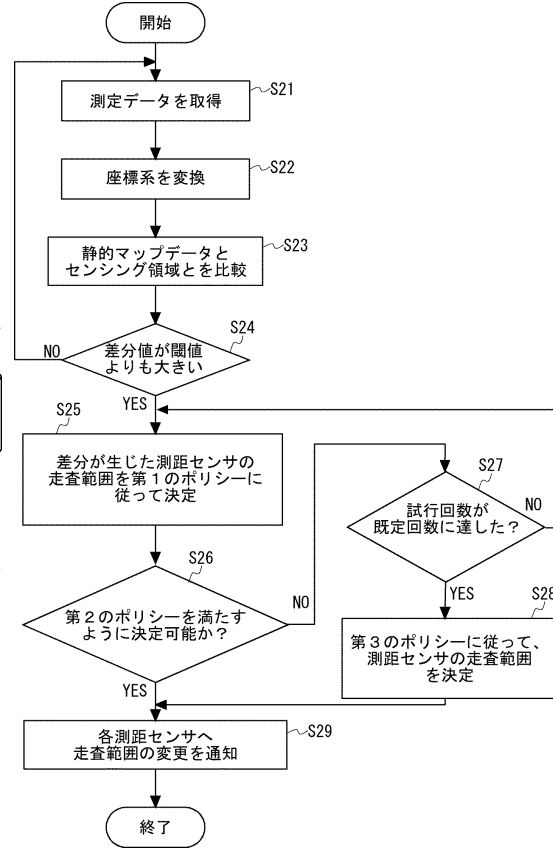 開始
測定データを取得
S21
座標系を変換
S22
静的マップデータと
センシング領域とを比較
S23
差分値が閾値
よりも大きい
S24
NO
YES
S25
差分が生じた測距センサの
走査範囲を第1のポリシーに
従って決定
S26
第2のポリシーを満たす
ように決定可能か？
NO
YES
S27
試行回数が
既定回数に達した？
NO
YES
S28
第3のポリシーに従って、
測距センサの走査範囲
を決定
各測距センサへ
走査範囲の変更を通知
S29
終了